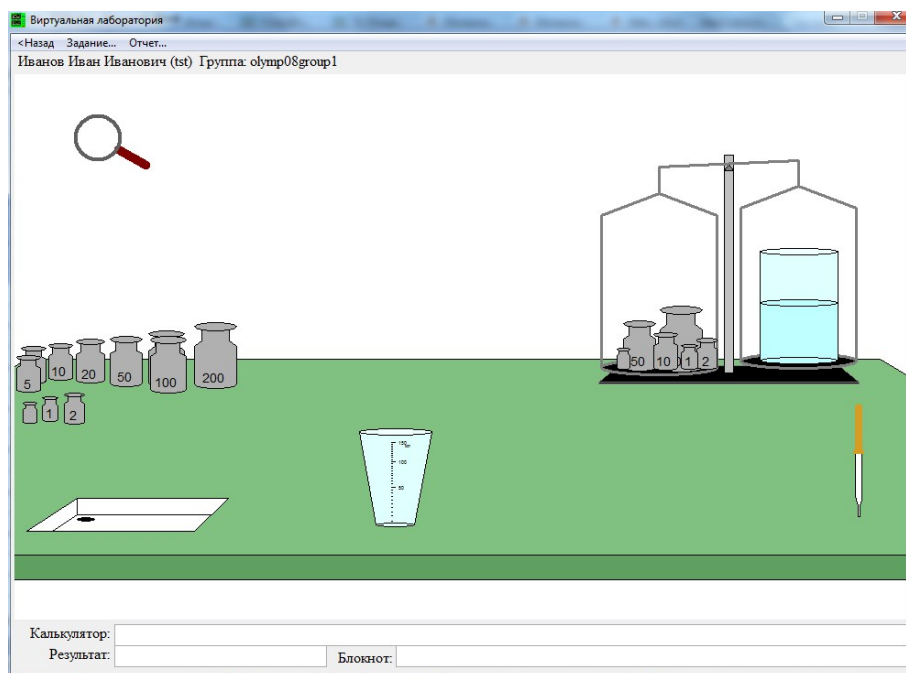 Виртуальная лаборатория
<Назад Задание... Отчет...
Иванов Иван Иванович (tst) Группа: olymp08group1
5 10 20 50 100 200
50 10 1 2
1 2
150
100
50
Калькулятор:
Результат:
Блокнот: